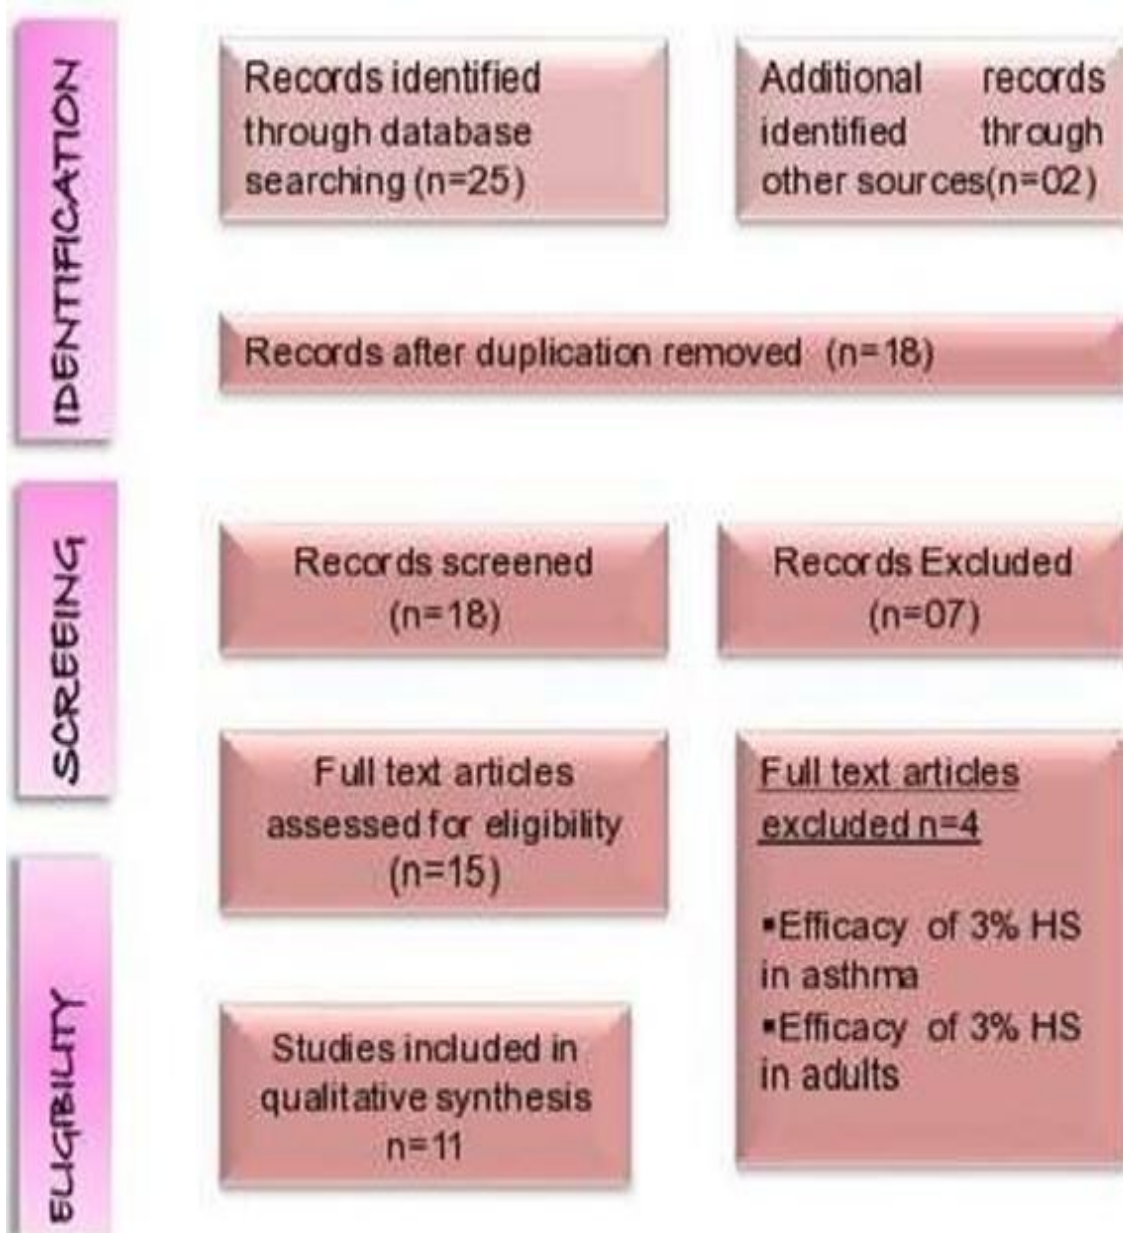 IDENTIFICATION
Records identified
through database
searching (n=25)
Additional records
identified through
other sources(n=02)
Records after duplication removed (n=18)
SCREEING
Records screened
(n=18)
Records Excluded
(n=07)
Full text articles
assessed for eligibility
(n=15)
Full text articles
excluded n=4
▪Efficacy of 3% HS
in asthma
▪Efficacy of 3% HS
in adults
ELIGIBILITY
Studies included in
qualitative synthesis
n=11